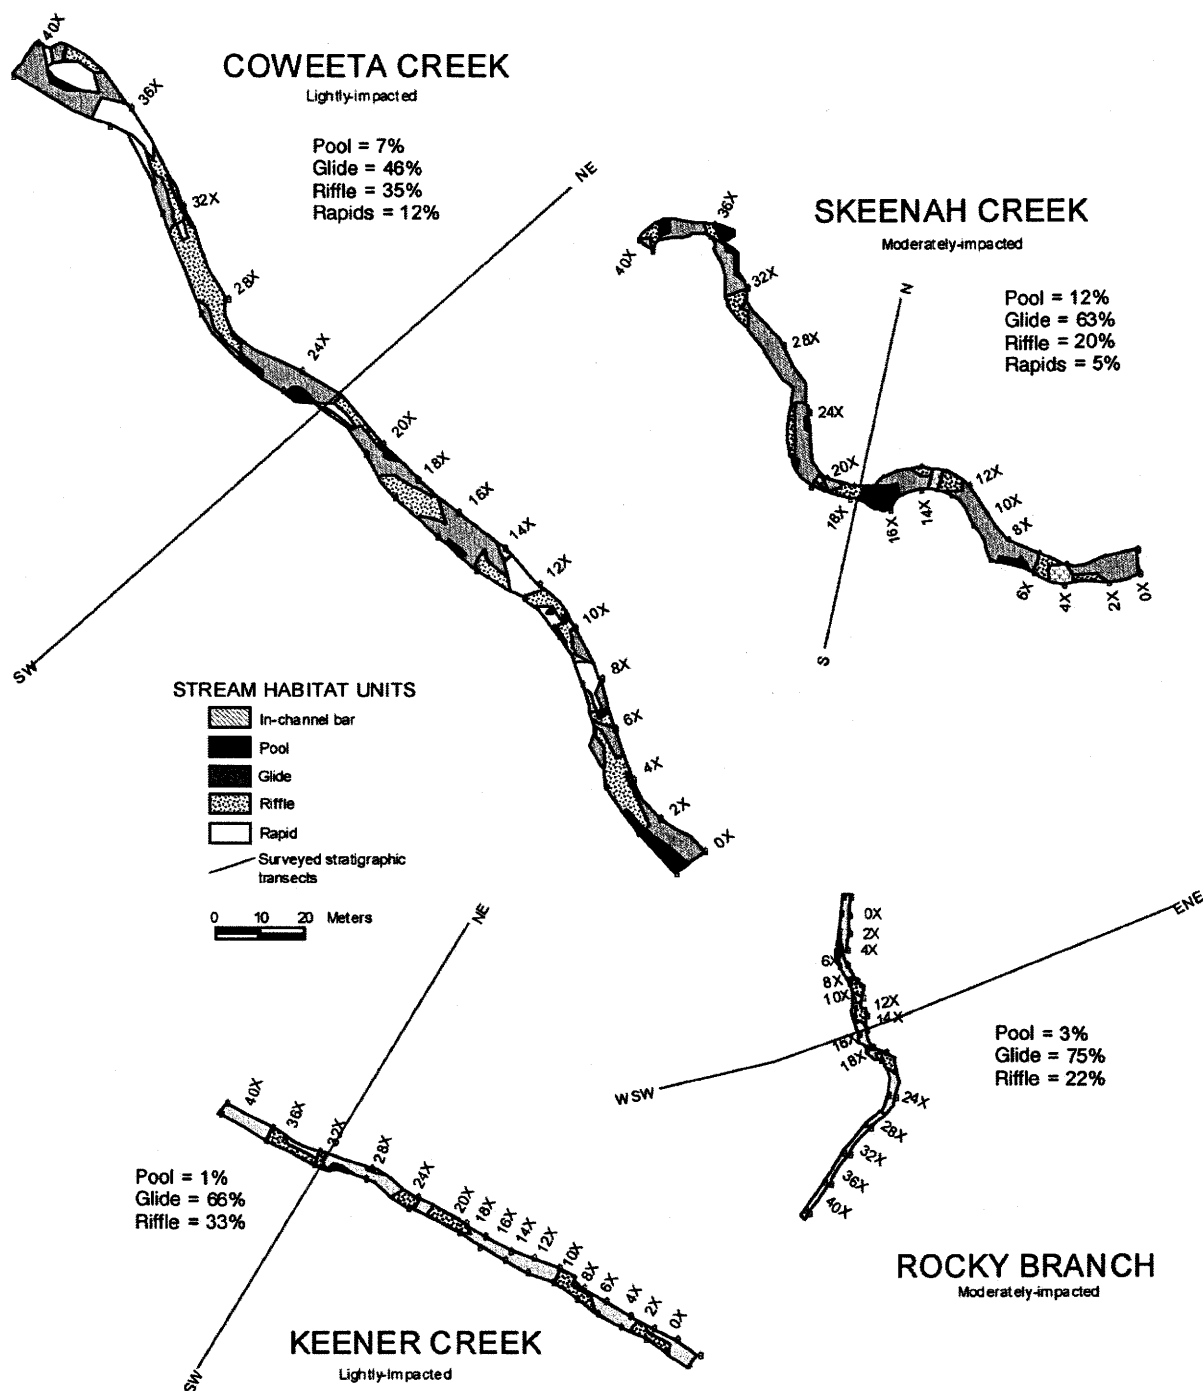 COWEETA CREEK
Lightly-impacted
Pool = 7%
Glide = 46%
Riffle = 35%
Rapids = 12%
NE
SW
40X
36X
32X
28X
24X
20X
18X
16X
14X
12X
10X
8X
6X
4X
2X
0X
SKEENAH CREEK
Moderately-impacted
Pool = 12%
Glide = 63%
Riffle = 20%
Rapids = 5%
N
S
40X
36X
32X
28X
24X
20X
18X
16X
14X
12X
10X
8X
6X
4X
2X
0X
STREAM HABITAT UNITS
In-channel bar
Pool
Glide
Riffle
Rapid
Surveyed stratigraphic
transects
0 10 20 Meters
NE
SW
40X
36X
32X
28X
24X
20X
18X
16X
14X
12X
10X
8X
6X
4X
2X
0X
Pool = 1%
Glide = 66%
Riffle = 33%
KEENER CREEK
Lightly-Impacted
ENE
WSW
0X
2X
4X
6X
8X
10X
12X
14X
16X
18X
24X
28X
32X
36X
40X
Pool = 3%
Glide = 75%
Riffle = 22%
ROCKY BRANCH
Moderately-impacted